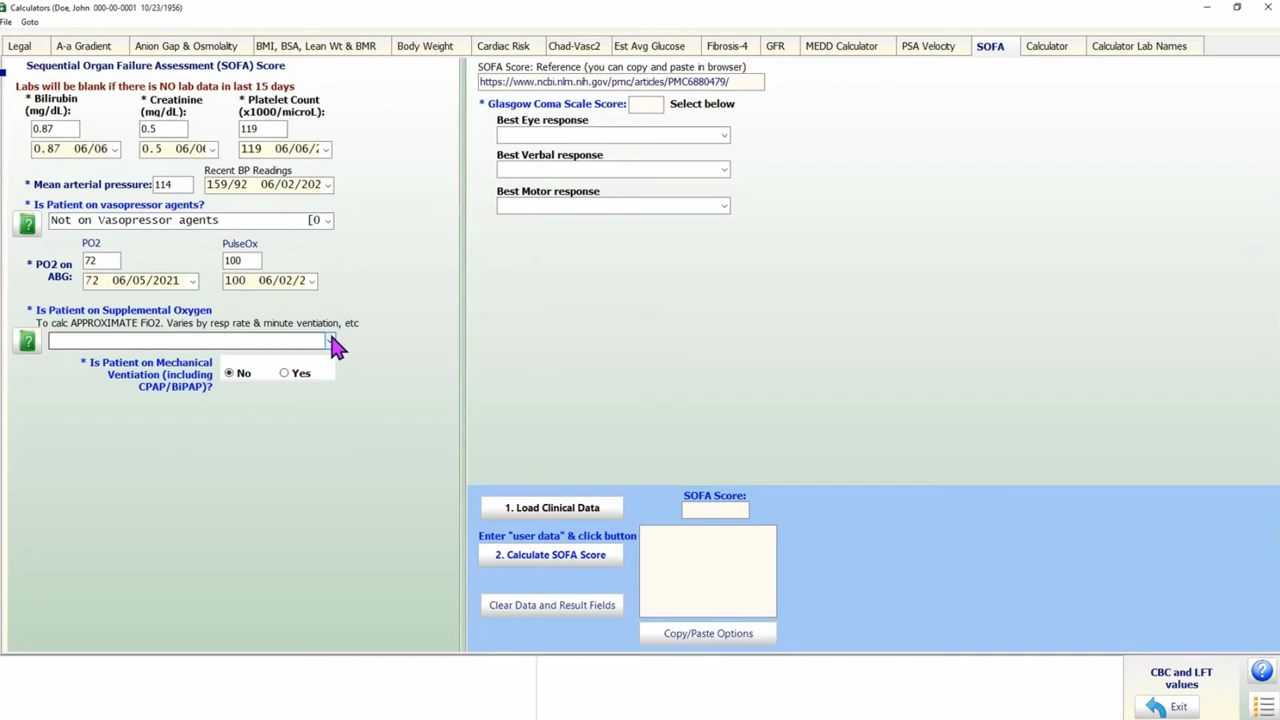 Calculators (Doe, John 000-00-0001 10/23/1956)
File Goto
Legal A-a Gradient Anion Gap & Osmolality BMI, BSA, Lean Wt & BMR Body Weight Cardiac Risk Chad-Vasc2 Est Avg Glucose Fibrosis-4 GFR MEDD Calculator PSA Velocity SOFA Calculator Calculator Lab Names
Sequential Organ Failure Assessment (SOFA) Score
Labs will be blank if there is NO lab data in last 15 days
* Bilirubin (mg/dL):
* Creatinine (mg/dL):
* Platelet Count (x1000/microL):
0.87 0.5 119
0.87 06/06 0.5 06/06 119 06/06/2
Recent BP Readings
* Mean arterial pressure: 114 159/92 06/02/202
* Is Patient on vasopressor agents?
? Not on Vasopressor agents [0
PO2 PulseOx
* PO2 on ABG:
72 100
72 06/05/2021 100 06/02/2
* Is Patient on Supplemental Oxygen
To calc APPROXIMATE FiO2. Varies by resp rate & minute ventiation, etc
?
* Is Patient on Mechanical
Ventiation (including
CPAP/BiPAP)?
No Yes
SOFA Score: Reference (you can copy and paste in browser)
https://www.ncbi.nlm.nih.gov/pmc/articles/PMC6880479/
* Glasgow Coma Scale Score: Select below
Best Eye response
Best Verbal response
Best Motor response
1. Load Clinical Data
SOFA Score:
Enter "user data" & click button
2. Calculate SOFA Score
Clear Data and Result Fields
Copy/Paste Options
CBC and LFT
values
?
Exit